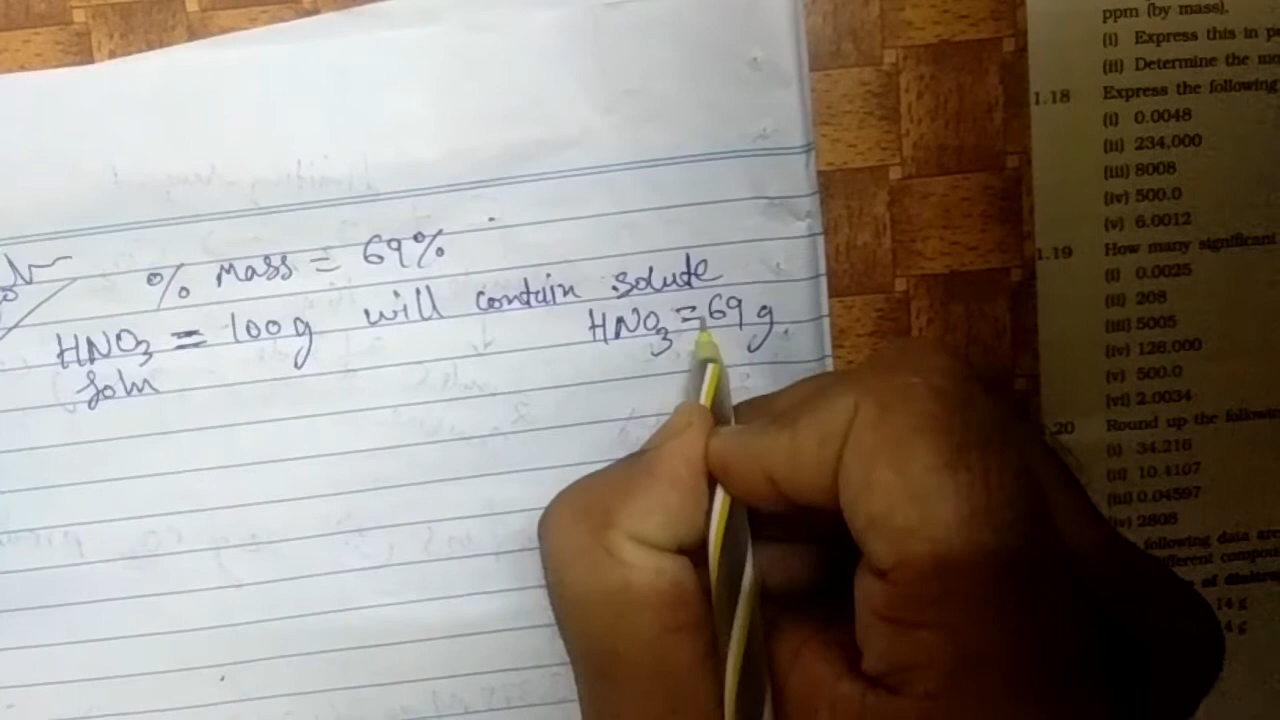 % Mass = 69%
HNO3 = 100g will contain solute
Soln
HNO3 = 69 g.
ppm (by mass).
(i) Express this in
(ii) Determine the
1.18 Express the following
(i) 0.0048
(ii) 234,000
(iii) 8008
(iv) 500.0
(v) 6.0012
1.19 How many significant
(i) 0.0025
(ii) 208
(iii) 5005
(iv) 126,000
(v) 500.0
(vi) 2.0034
.20 Round up the
(i) 34.216
(ii) 10.4107
(iii) 0.04597
(iv) 2808
following data are
of
14 g